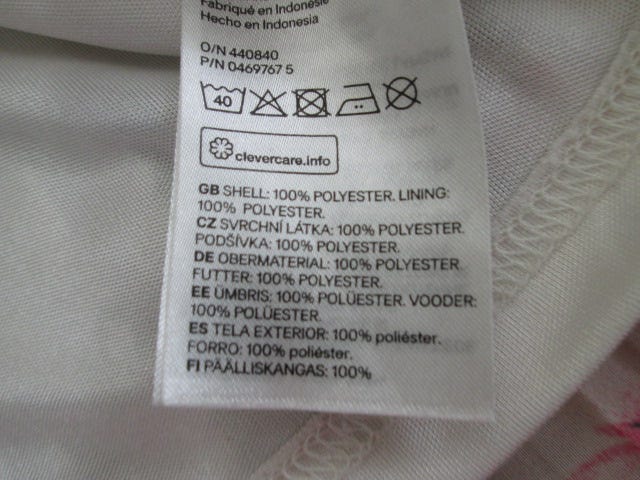 Fabriqué en Indonésie
Hecho en Indonesia
O/N 440840
P/N 0469767 5
40
clevercare.info
GB SHELL: 100% POLYESTER. LINING:
100% POLYESTER.
CZ SVRCHNÍ LÁTKA: 100% POLYESTER.
PODŠÍVKA: 100% POLYESTER.
DE OBERMATERIAL: 100% POLYESTER.
FUTTER: 100% POLYESTER.
EE ÜMBRIS: 100% POLÜESTER. VOODER:
100% POLÜESTER.
ES TELA EXTERIOR: 100% poliéster.
FORRO: 100% poliéster.
FI PÄÄLLISKANGAS: 100%